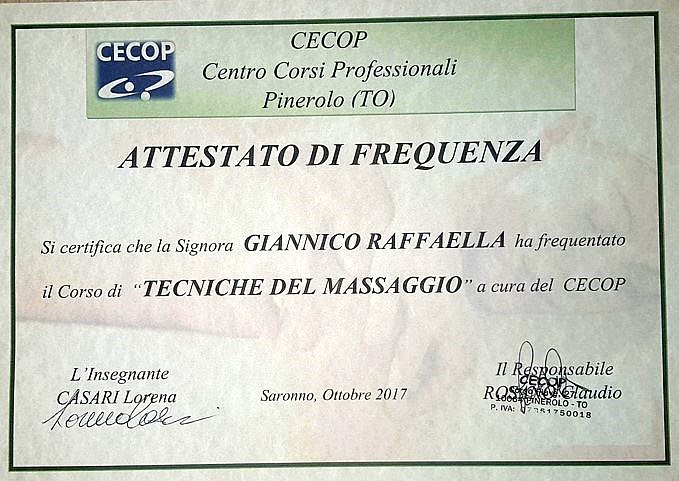 CECOP
CECOP
Centro Corsi Professionali
Pinerolo (TO)
ATTESTATO DI FREQUENZA
Si certifica che la Signora GIANNICO RAFFAELLA ha frequentato
il Corso di “TECNICHE DEL MASSAGGIO” a cura del CECOP
L'Insegnante
CASARI Lorena
Saronno, Ottobre 2017
Il Responsabile
Claudio
CECOP
PINEROLO - TO
P. IVA: